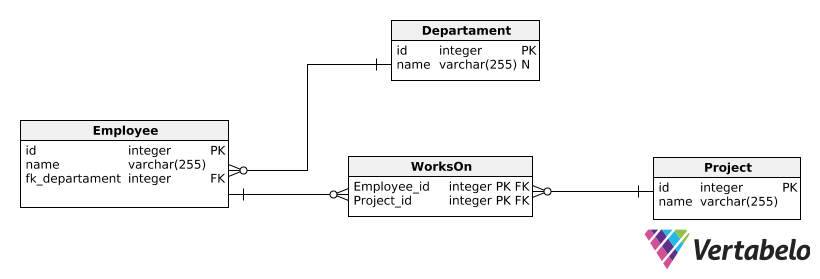 Departament
id integer PK
name varchar(255) N
Employee
id integer PK
name varchar(255)
fk_departament integer FK
WorksOn
Employee_id integer PK FK
Project_id integer PK FK
Project
id integer PK
name varchar(255)
Vertabelo